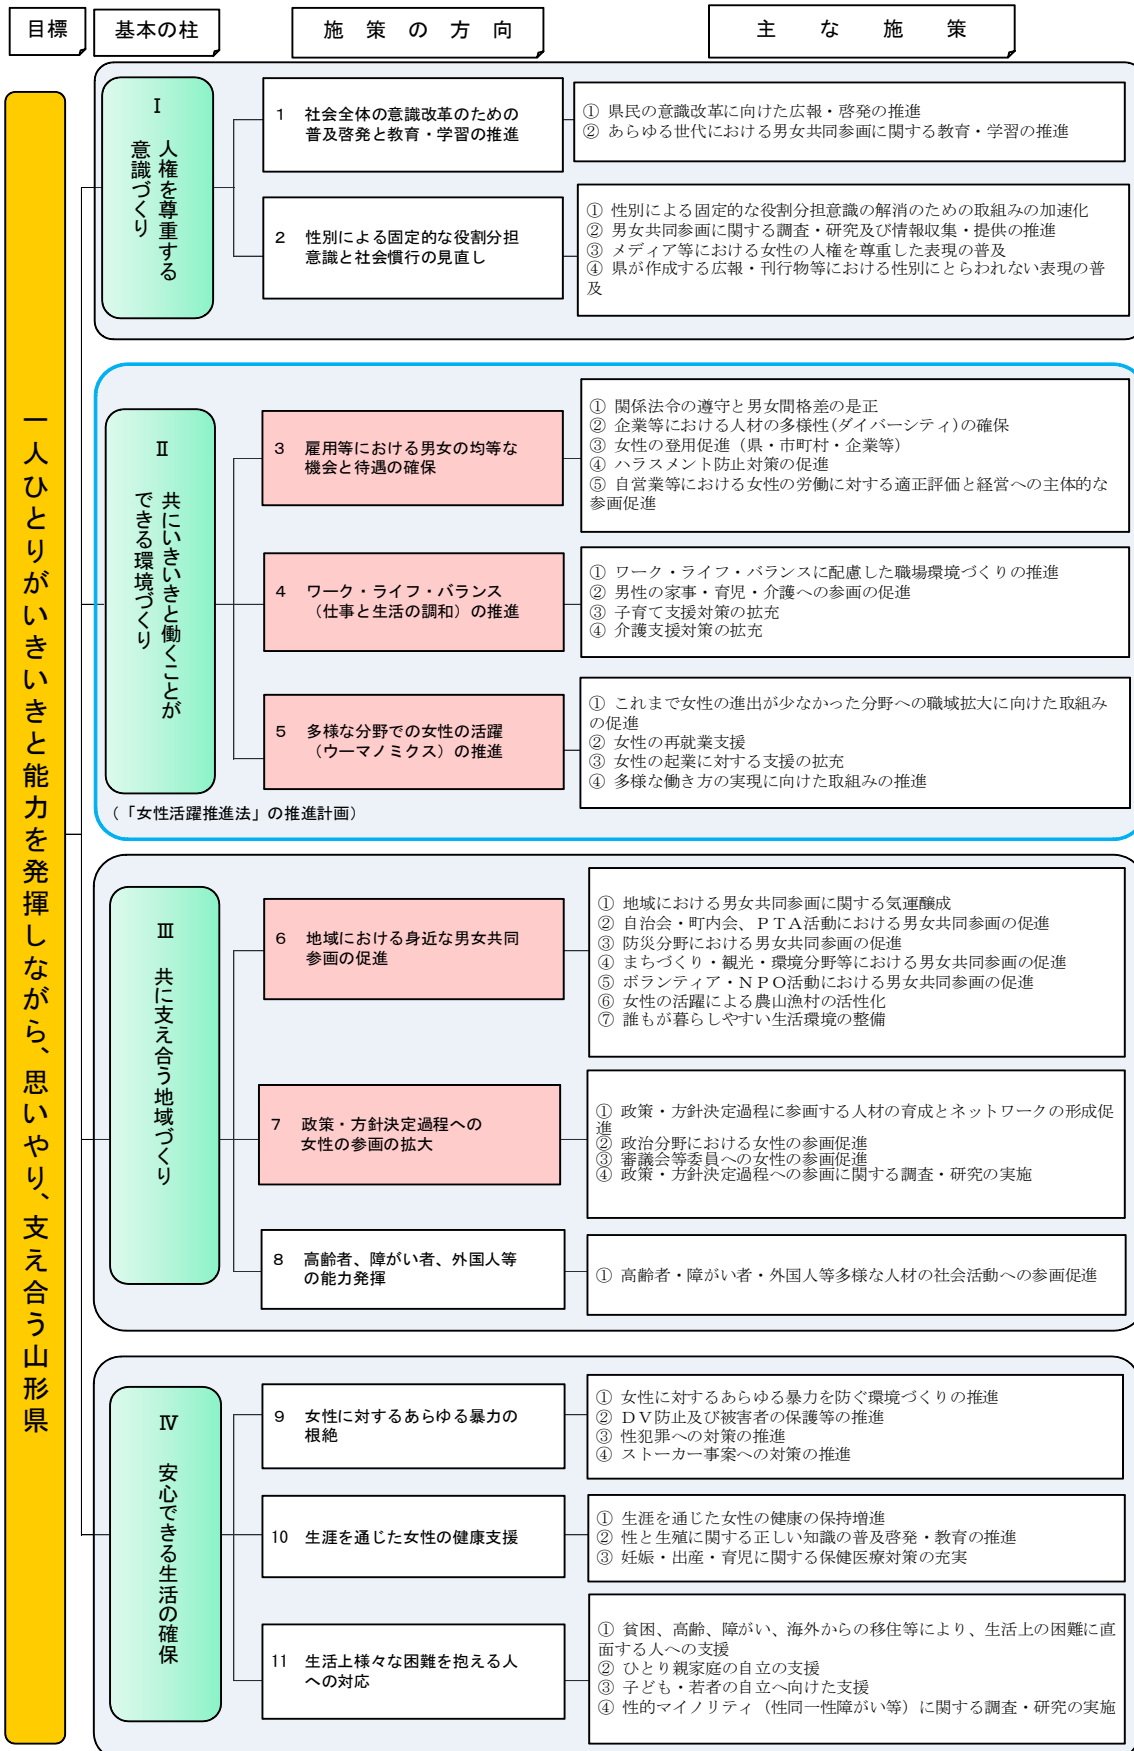 目標
基本の柱
施策の方向
主な施策
一人ひとりがいきいきと能力を発揮しながら、思いやり、支え合う山形県
Ⅰ
人権を尊重する
意識づくり
1 社会全体の意識改革のための
普及啓発と教育・学習の推進
① 県民の意識改革に向けた広報・啓発の推進
② あらゆる世代における男女共同参画に関する教育・学習の推進
2 性別による固定的な役割分担
意識と社会慣行の見直し
① 性別による固定的な役割分担意識の解消のための取組みの加速化
② 男女共同参画に関する調査・研究及び情報収集・提供の推進
③ メディア等における女性の人権を尊重した表現の普及
④ 県が作成する広報・刊行物等における性別にとらわれない表現の普
及
Ⅱ
共にいきいきと働くことが
できる環境づくり
3 雇用等における男女の均等な
機会と待遇の確保
① 関係法令の遵守と男女間格差の是正
② 企業等における人材の多様性(ダイバーシティ)の確保
③ 女性の登用促進（県・市町村・企業等）
④ ハラスメント防止対策の促進
⑤ 自営業等における女性の労働に対する適正評価と経営への主体的な
参画促進
4 ワーク・ライフ・バランス
（仕事と生活の調和）の推進
① ワーク・ライフ・バランスに配慮した職場環境づくりの推進
② 男性の家事・育児・介護への参画の促進
③ 子育て支援対策の拡充
④ 介護支援対策の拡充
5 多様な分野での女性の活躍
（ウーマノミクス）の推進
① これまで女性の進出が少なかった分野への職域拡大に向けた取組み
の促進
② 女性の再就業支援
③ 女性の起業に対する支援の拡充
④ 多様な働き方の実現に向けた取組みの推進
（「女性活躍推進法」の推進計画）
Ⅲ
共に支え合う地域づくり
6 地域における身近な男女共同
参画の促進
① 地域における男女共同参画に関する気運醸成
② 自治会・町内会、ＰＴＡ活動における男女共同参画の促進
③ 防災分野における男女共同参画の促進
④ まちづくり・観光・環境分野等における男女共同参画の促進
⑤ ボランティア・ＮＰＯ活動における男女共同参画の促進
⑥ 女性の活躍による農山漁村の活性化
⑦ 誰もが暮らしやすい生活環境の整備
7 政策・方針決定過程への
女性の参画の拡大
① 政策・方針決定過程に参画する人材の育成とネットワークの形成促
進
② 政治分野における女性の参画促進
③ 審議会等委員への女性の参画促進
④ 政策・方針決定過程への参画に関する調査・研究の実施
8 高齢者、障がい者、外国人等
の能力発揮
① 高齢者・障がい者・外国人等多様な人材の社会活動への参画促進
Ⅳ
安心できる生活の確保
9 女性に対するあらゆる暴力の
根絶
① 女性に対するあらゆる暴力を防ぐ環境づくりの推進
② ＤＶ防止及び被害者の保護等の推進
③ 性犯罪への対策の推進
④ ストーカー事案への対策の推進
10 生涯を通じた女性の健康支援
① 生涯を通じた女性の健康の保持増進
② 性と生殖に関する正しい知識の普及啓発・教育の推進
③ 妊娠・出産・育児に関する保健医療対策の充実
11 生活上様々な困難を抱える人
への対応
① 貧困、高齢、障がい、海外からの移住等により、生活上の困難に直
面する人への支援
② ひとり親家庭の自立の支援
③ 子ども・若者の自立へ向けた支援
④ 性的マイノリティ（性同一性障がい等）に関する調査・研究の実施